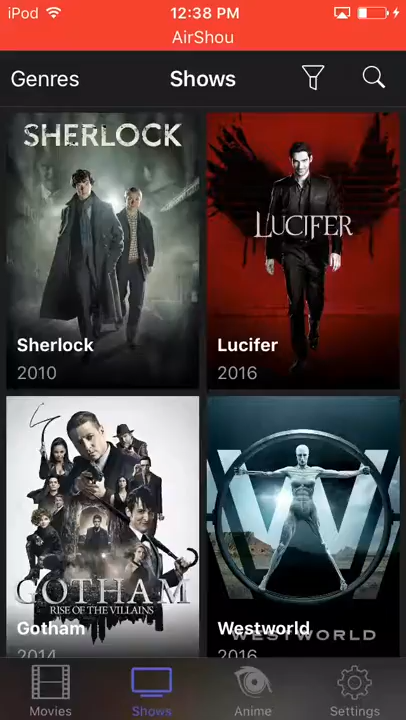 iPod 12:38 PM
AirShou
Genres Shows
SHERLOCK
Sherlock
2010
LUCIFER
Lucifer
2016
GOTHAM
RISE OF THE VILLAINS
Gotham
2014
WESTWORLD
Westworld
2016
Movies Shows Anime Settings